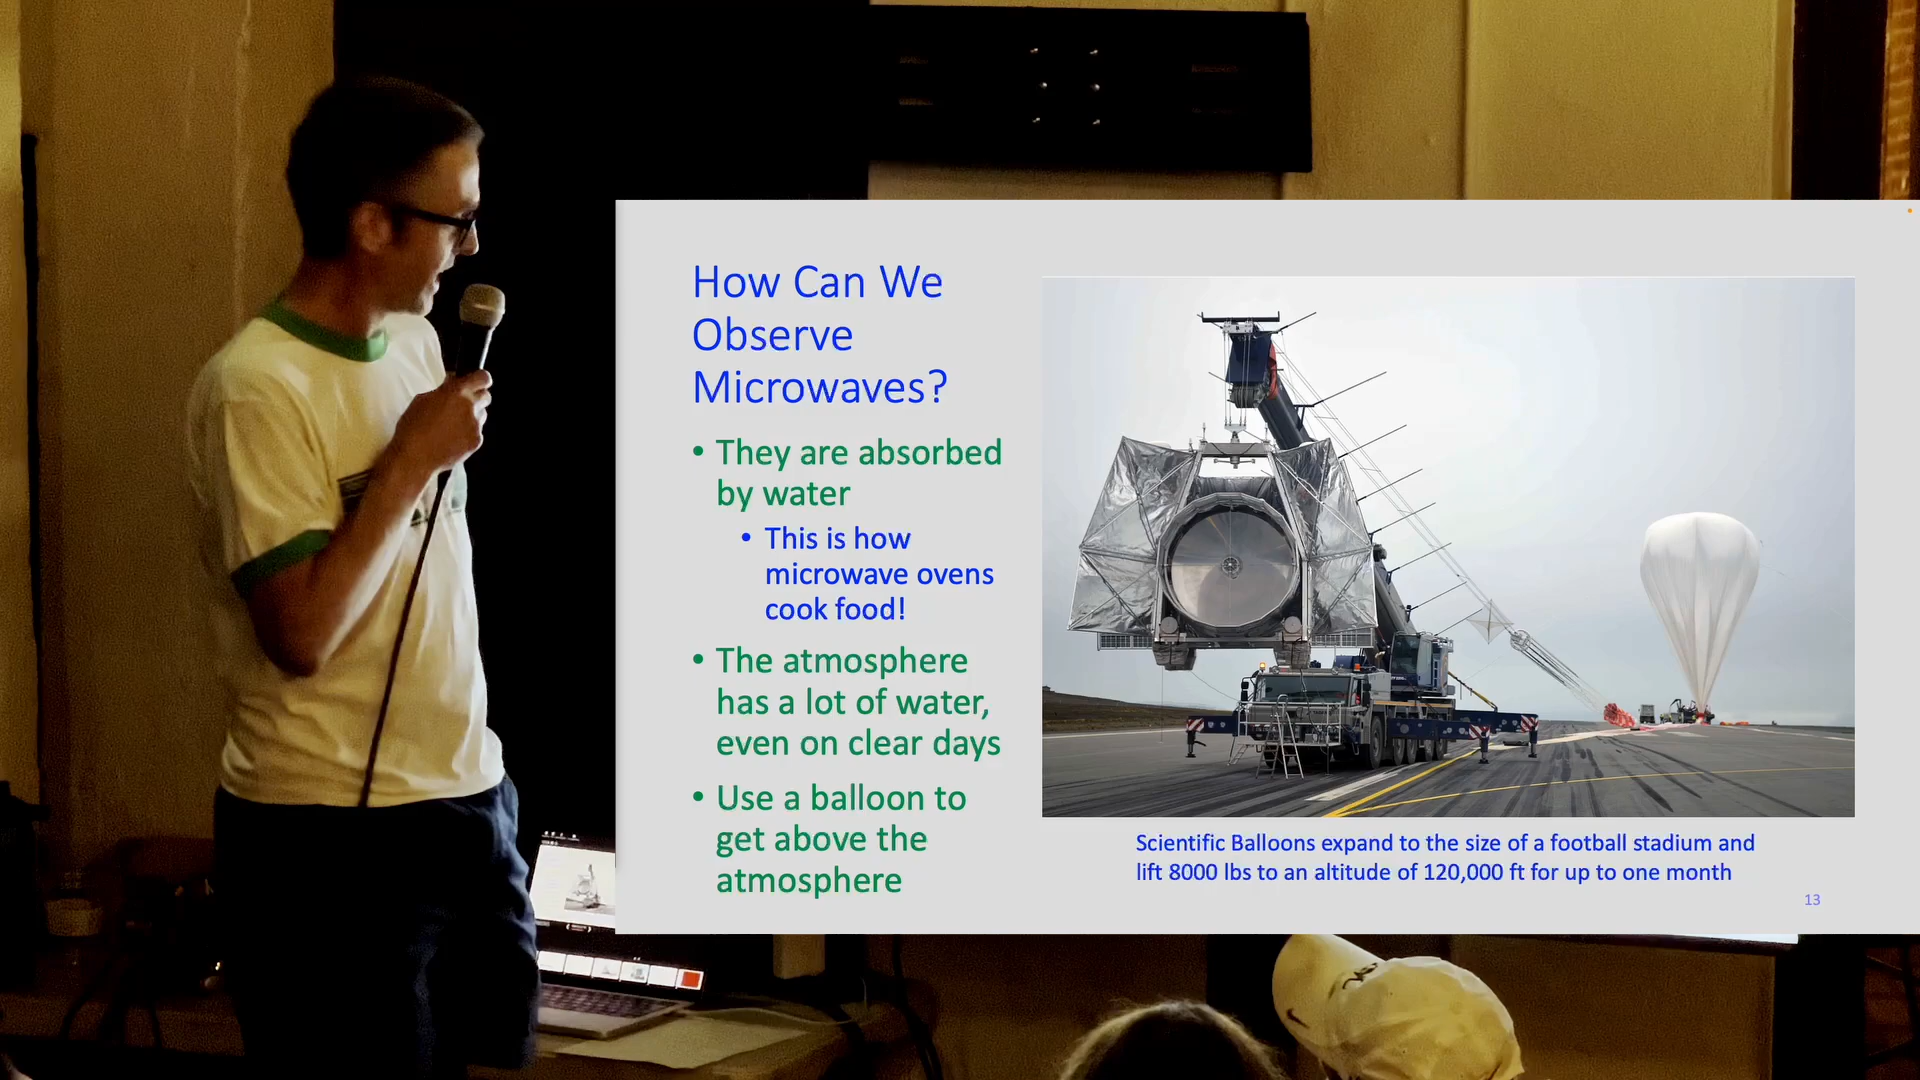 How Can We
Observe
Microwaves?
• They are absorbed
by water
• This is how
microwave ovens
cook food!
• The atmosphere
has a lot of water,
even on clear days
• Use a balloon to
get above the
atmosphere
Scientific Balloons expand to the size of a football stadium and
lift 8000 lbs to an altitude of 120,000 ft for up to one month
13